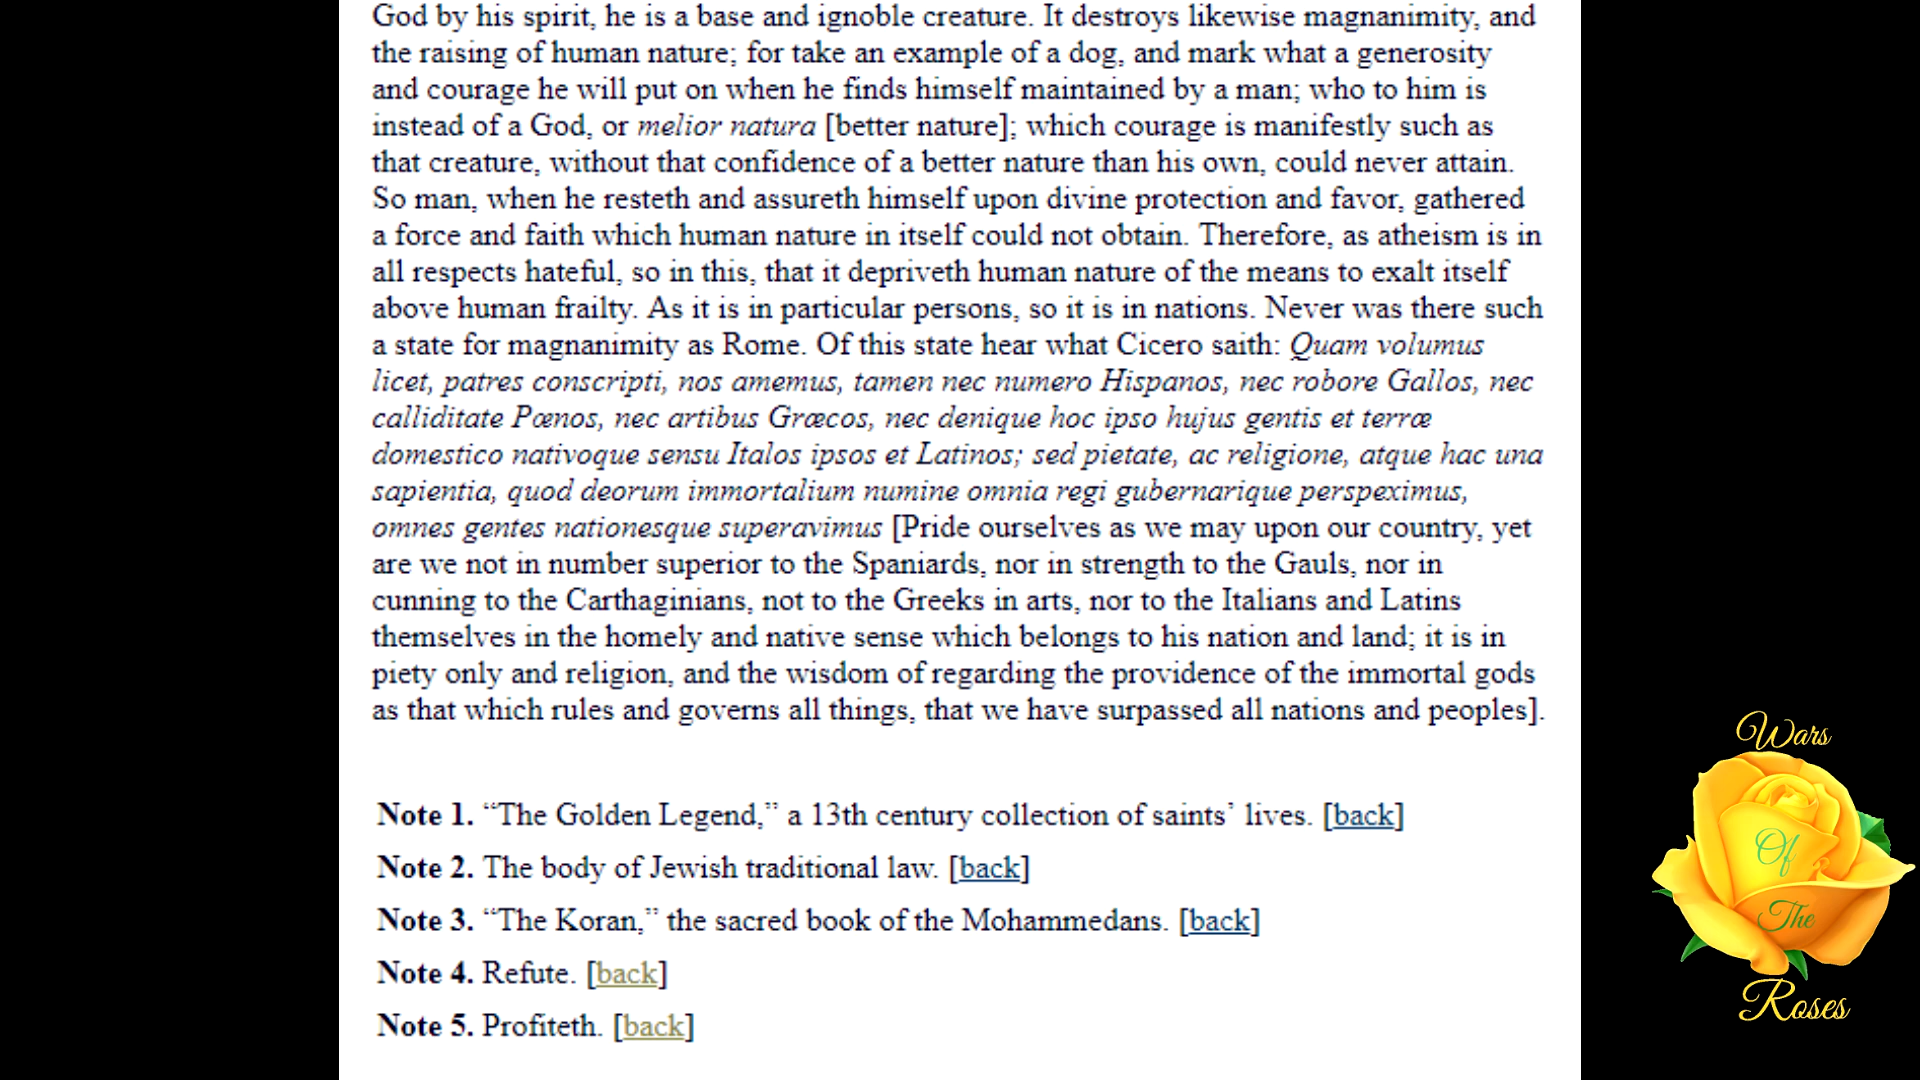 God by his spirit, he is a base and ignoble creature. It destroys likewise magnanimity, and
the raising of human nature; for take an example of a dog, and mark what a generosity
and courage he will put on when he finds himself maintained by a man; who to him is
instead of a God, or melior natura [better nature]; which courage is manifestly such as
that creature, without that confidence of a better nature than his own, could never attain.
So man, when he resteth and assureth himself upon divine protection and favor, gathered
a force and faith which human nature in itself could not obtain. Therefore, as atheism is in
all respects hateful, so in this, that it depriveth human nature of the means to exalt itself
above human frailty. As it is in particular persons, so it is in nations. Never was there such
a state for magnanimity as Rome. Of this state hear what Cicero saith: Quam volumus
licet, patres conscripti, nos amemus, tamen nec numero Hispanos, nec robore Gallos, nec
calliditate Pœnos, nec artibus Græcos, nec denique hoc ipso hujus gentis et terræ
domestico nativoque sensu Italos ipsos et Latinos; sed pietate, ac religione, atque hac una
sapientia, quod deorum immortalium numine omnia regi gubernarique perspeximus,
omnes gentes nationesque superavimus [Pride ourselves as we may upon our country, yet
are we not in number superior to the Spaniards, nor in strength to the Gauls, nor in
cunning to the Carthaginians, not to the Greeks in arts, nor to the Italians and Latins
themselves in the homely and native sense which belongs to his nation and land; it is in
piety only and religion, and the wisdom of regarding the providence of the immortal gods
as that which rules and governs all things, that we have surpassed all nations and peoples].
Note 1. “The Golden Legend,” a 13th century collection of saints’ lives. [back]
Note 2. The body of Jewish traditional law. [back]
Note 3. “The Koran,” the sacred book of the Mohammedans. [back]
Note 4. Refute. [back]
Note 5. Profiteth. [back]
Wars
Of
The
Roses